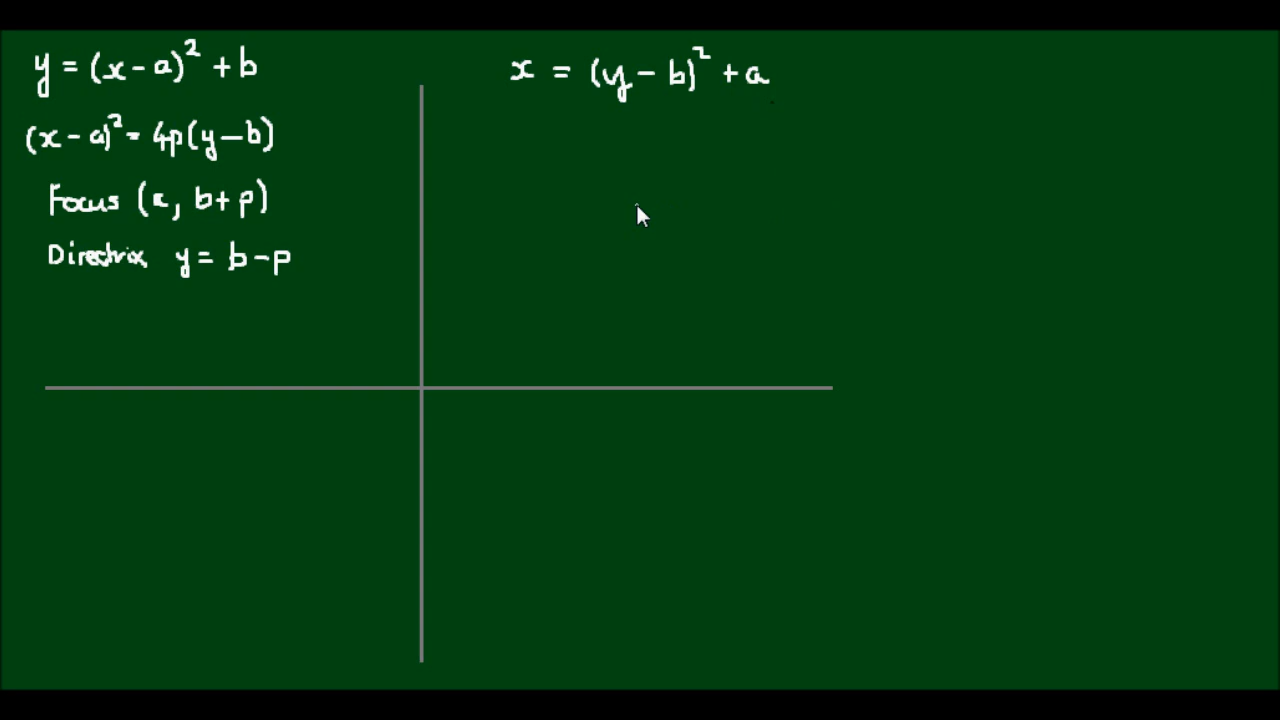 y = (x - a)² + b
(x - a)² = 4p(y - b)
Focus (a, b + p)
Directrix y = b - p
x = (y - b)² + a